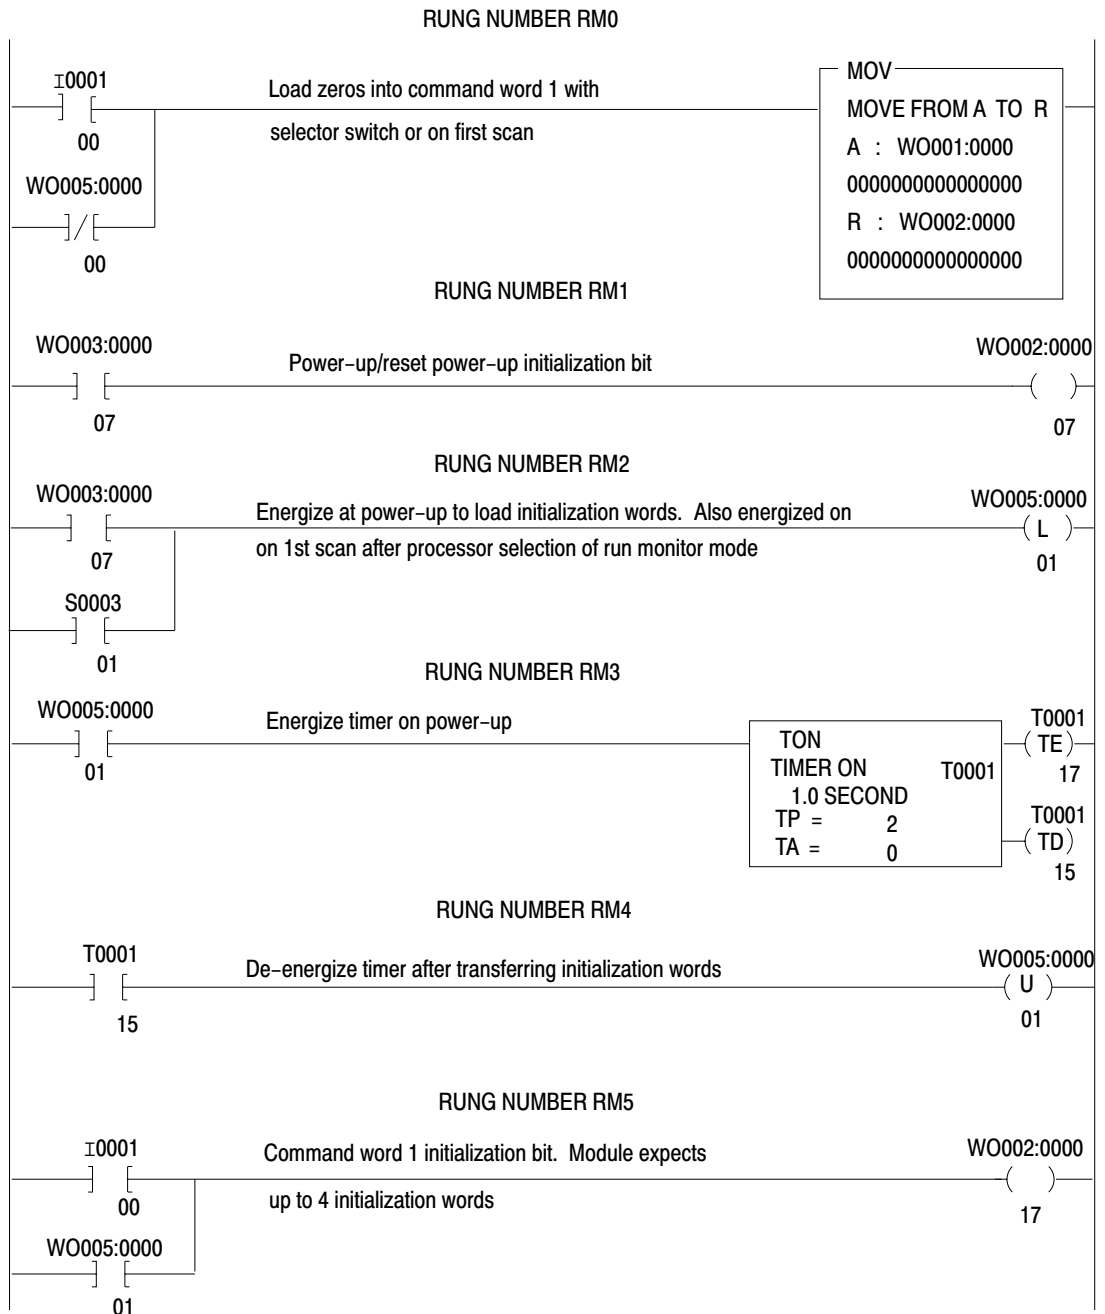 RUNG NUMBER RM0
I0001
00
Load zeros into command word 1 with
selector switch or on first scan
MOV
MOVE FROM A TO R
A : WO001:0000
0000000000000000
R : WO002:0000
0000000000000000
WO005:0000
00
RUNG NUMBER RM1
WO003:0000
07
Power-up/reset power-up initialization bit
WO002:0000
07
RUNG NUMBER RM2
WO003:0000
07
Energize at power-up to load initialization words. Also energized on
on 1st scan after processor selection of run monitor mode
WO005:0000
L
01
S0003
01
RUNG NUMBER RM3
WO005:0000
01
Energize timer on power-up
TON
TIMER ON T0001
1.0 SECOND
TP = 2
TA = 0
T0001
TE
17
T0001
TD
15
RUNG NUMBER RM4
T0001
15
De-energize timer after transferring initialization words
WO005:0000
U
01
RUNG NUMBER RM5
I0001
00
Command word 1 initialization bit. Module expects
up to 4 initialization words
WO002:0000
17
WO005:0000
01